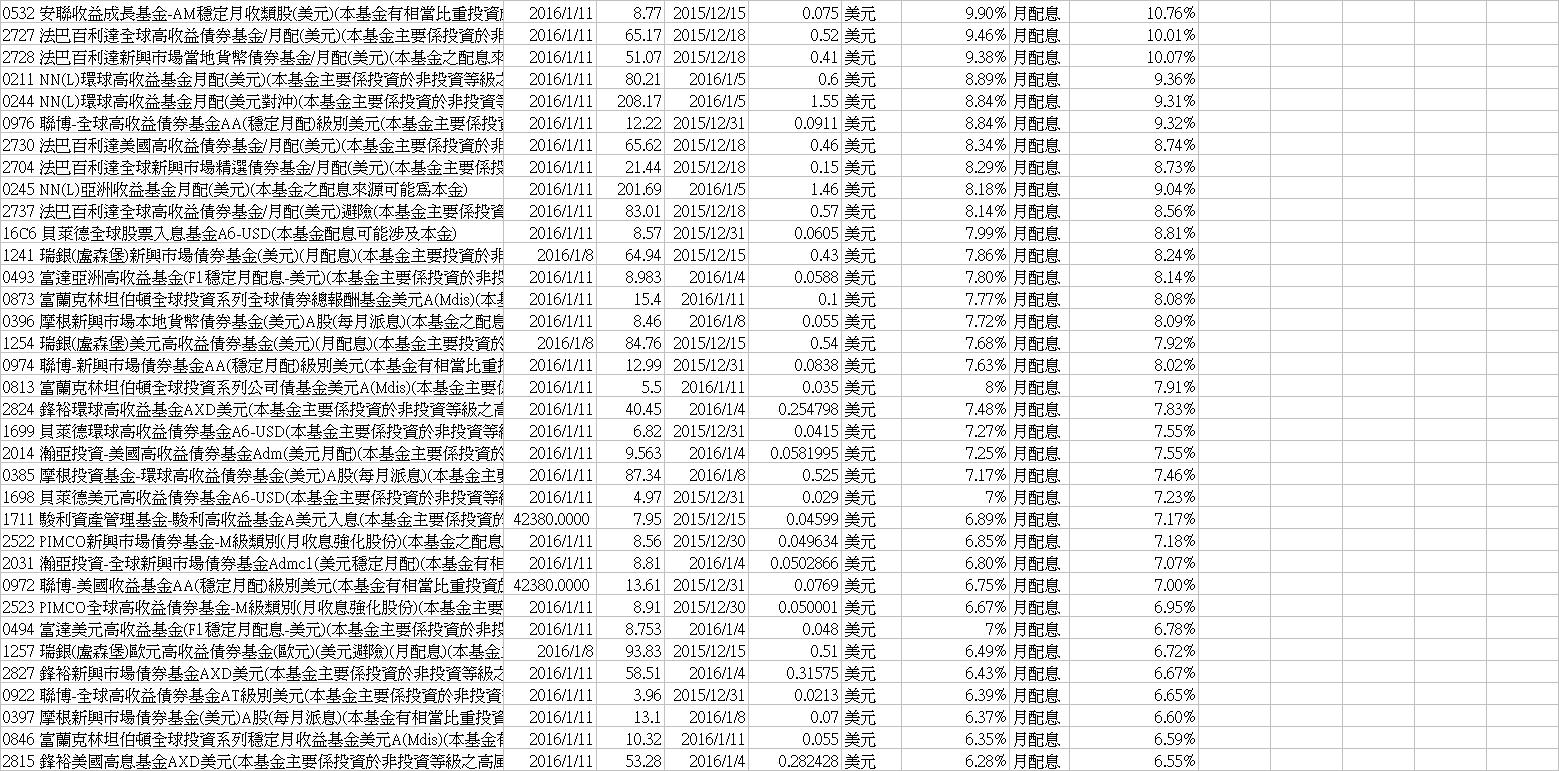 0532 安聯收益成長基金-AM穩定月收類股(美元)(本基金有相當比重投資 2016/1/11 8.77 2015/12/15 0.075 美元 9.90% 月配息 10.76%
2727 法巴百利達全球高收益債券基金/月配(美元)(本基金主要係投資於非 2016/1/11 65.17 2015/12/18 0.52 美元 9.46% 月配息 10.01%
2728 法巴百利達新興市場當地貨幣債券基金/月配(美元)(本基金之配息來 2016/1/11 51.07 2015/12/18 0.41 美元 9.38% 月配息 10.07%
0211 NN(L)環球高收益基金月配(美元)(本基金主要係投資於非投資等級之 2016/1/11 80.21 2016/1/5 0.6 美元 8.89% 月配息 9.36%
0244 NN(L)環球高收益基金月配(美元對沖)(本基金主要係投資於非投資等 2016/1/11 208.17 2016/1/5 1.55 美元 8.84% 月配息 9.31%
0976 聯博-全球高收益債券基金AA(穩定月配)級別美元(本基金主要係投資 2016/1/11 12.22 2015/12/31 0.0911 美元 8.84% 月配息 9.32%
2730 法巴百利達美國高收益債券基金/月配(美元)(本基金主要係投資於非 2016/1/11 65.62 2015/12/18 0.46 美元 8.34% 月配息 8.74%
2704 法巴百利達全球新興市場精選債券基金/月配(美元)(本基金主要係投 2016/1/11 21.44 2015/12/18 0.15 美元 8.29% 月配息 8.73%
0245 NN(L)亞洲收益基金月配(美元)(本基金之配息來源可能為本金) 2016/1/11 201.69 2016/1/5 1.46 美元 8.18% 月配息 9.04%
2737 法巴百利達全球高收益債券基金/月配(美元)避險(本基金主要係投資 2016/1/11 83.01 2015/12/18 0.57 美元 8.14% 月配息 8.56%
16C6 貝萊德全球股票入息基金A6-USD(本基金配息可能涉及本金) 2016/1/11 8.57 2015/12/31 0.0605 美元 7.99% 月配息 8.81%
1241 瑞銀(盧森堡)新興市場債券基金(美元)(月配息)(本基金主要投資於非 2016/1/8 64.94 2015/12/15 0.43 美元 7.86% 月配息 8.24%
0493 富達亞洲高收益基金(F1穩定月配息-美元)(本基金主要係投資於非投 2016/1/11 8.983 2016/1/4 0.0588 美元 7.80% 月配息 8.14%
0873 富蘭克林坦伯頓全球投資系列全球債券總報酬基金美元A(Mdis)(本基 2016/1/11 15.4 2016/1/11 0.1 美元 7.77% 月配息 8.08%
0396 摩根新興市場本地貨幣債券基金(美元)A股(每月派息)(本基金之配息 2016/1/11 8.46 2016/1/8 0.055 美元 7.72% 月配息 8.09%
1254 瑞銀(盧森堡)美元高收益債券基金(美元)(月配息)(本基金主要投資於 2016/1/8 84.76 2015/12/15 0.54 美元 7.68% 月配息 7.92%
0974 聯博-新興市場債券基金AA(穩定月配)級別美元(本基金有相當比重投 2016/1/11 12.99 2015/12/31 0.0838 美元 7.63% 月配息 8.02%
0813 富蘭克林坦伯頓全球投資系列公司債基金美元A(Mdis)(本基金主要係 2016/1/11 5.5 2016/1/11 0.035 美元 8% 月配息 7.91%
2824 鋒裕環球高收益基金AXD美元(本基金主要係投資於非投資等級之高 2016/1/11 40.45 2016/1/4 0.254798 美元 7.48% 月配息 7.83%
1699 貝萊德環球高收益債券基金A6-USD(本基金主要係投資於非投資等級 2016/1/11 6.82 2015/12/31 0.0415 美元 7.27% 月配息 7.55%
2014 瀚亞投資-美國高收益債券基金Adm(美元月配)(本基金主要係投資於 2016/1/11 9.563 2016/1/4 0.0581995 美元 7.25% 月配息 7.55%
0385 摩根投資基金-環球高收益債券基金(美元)A股(每月派息)(本基金主要 2016/1/11 87.34 2016/1/8 0.525 美元 7.17% 月配息 7.46%
1698 貝萊德美元高收益債券基金A6-USD(本基金主要係投資於非投資等級 2016/1/11 4.97 2015/12/31 0.029 美元 7% 月配息 7.23%
1711 駿利資產管理基金-駿利高收益基金A美元入息(本基金主要係投資於 42380.0000 7.95 2015/12/15 0.04599 美元 6.89% 月配息 7.17%
2522 PIMCO新興市場債券基金-M級類別(月收息強化股份)(本基金之配息 2016/1/11 8.56 2015/12/30 0.049634 美元 6.85% 月配息 7.18%
2031 瀚亞投資-全球新興市場債券基金Admc1(美元穩定月配)(本基金有相 2016/1/11 8.81 2016/1/4 0.0502866 美元 6.80% 月配息 7.07%
0972 聯博-美國收益基金AA(穩定月配)級別美元(本基金有相當比重投資於 42380.0000 13.61 2015/12/31 0.0769 美元 6.75% 月配息 7.00%
2523 PIMCO全球高收益債券基金-M級類別(月收息強化股份)(本基金主要 2016/1/11 8.91 2015/12/30 0.050001 美元 6.67% 月配息 6.95%
0494 富達美元高收益基金(F1穩定月配息-美元)(本基金主要係投資於非投 2016/1/11 8.753 2016/1/4 0.048 美元 7% 月配息 6.78%
1257 瑞銀(盧森堡)歐元高收益債券基金(歐元)(美元避險)(月配息)(本基金 2016/1/8 93.83 2015/12/15 0.51 美元 6.49% 月配息 6.72%
2827 鋒裕新興市場債券基金AXD美元(本基金主要係投資於非投資等級之 2016/1/11 58.51 2016/1/4 0.31575 美元 6.43% 月配息 6.67%
0922 聯博-全球高收益債券基金AT級別美元(本基金主要係投資於非投資 2016/1/11 3.96 2015/12/31 0.0213 美元 6.39% 月配息 6.65%
0397 摩根新興市場債券基金(美元)A股(每月派息)(本基金有相當比重投資 2016/1/11 13.1 2016/1/8 0.07 美元 6.37% 月配息 6.60%
0846 富蘭克林坦伯頓全球投資系列穩定月收益基金美元A(Mdis)(本基金有 2016/1/11 10.32 2016/1/11 0.055 美元 6.35% 月配息 6.59%
2815 鋒裕美國高息基金AXD美元(本基金主要係投資於非投資等級之高風 2016/1/11 53.28 2016/1/4 0.282428 美元 6.28% 月配息 6.55%